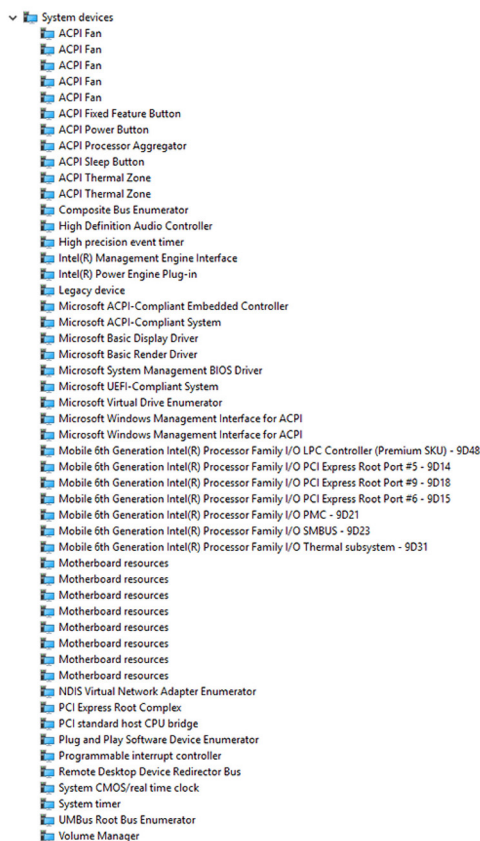 System devices
ACPI Fan
ACPI Fan
ACPI Fan
ACPI Fan
ACPI Fan
ACPI Fixed Feature Button
ACPI Power Button
ACPI Processor Aggregator
ACPI Sleep Button
ACPI Thermal Zone
ACPI Thermal Zone
Composite Bus Enumerator
High Definition Audio Controller
High precision event timer
Intel(R) Management Engine Interface
Intel(R) Power Engine Plug-in
Legacy device
Microsoft ACPI-Compliant Embedded Controller
Microsoft ACPI-Compliant System
Microsoft Basic Display Driver
Microsoft Basic Render Driver
Microsoft System Management BIOS Driver
Microsoft UEFI-Compliant System
Microsoft Virtual Drive Enumerator
Microsoft Windows Management Interface for ACPI
Microsoft Windows Management Interface for ACPI
Mobile 6th Generation Intel(R) Processor Family I/O LPC Controller (Premium SKU) - 9D48
Mobile 6th Generation Intel(R) Processor Family I/O PCI Express Root Port #5 - 9D14
Mobile 6th Generation Intel(R) Processor Family I/O PCI Express Root Port #9 - 9D18
Mobile 6th Generation Intel(R) Processor Family I/O PCI Express Root Port #6 - 9D15
Mobile 6th Generation Intel(R) Processor Family I/O PMC - 9D21
Mobile 6th Generation Intel(R) Processor Family I/O SMBUS - 9D23
Mobile 6th Generation Intel(R) Processor Family I/O Thermal subsystem - 9D31
Motherboard resources
Motherboard resources
Motherboard resources
Motherboard resources
Motherboard resources
Motherboard resources
Motherboard resources
Motherboard resources
NDIS Virtual Network Adapter Enumerator
PCI Express Root Complex
PCI standard host CPU bridge
Plug and Play Software Device Enumerator
Programmable interrupt controller
Remote Desktop Device Redirector Bus
System CMOS/real time clock
System timer
UMBus Root Bus Enumerator
Volume Manager